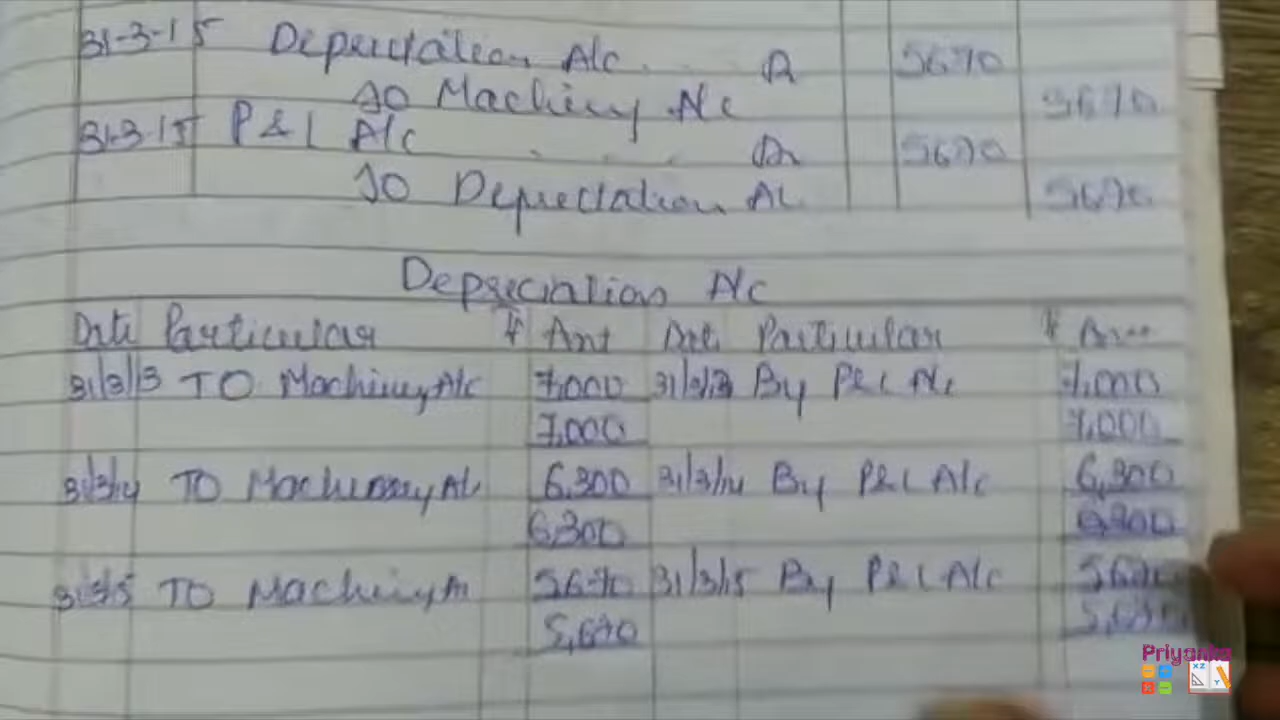 31-3-15 Depreciation A/c Dr 5670
To Machinery A/c 5670
31-3-15 P & L A/c Dr 5670
To Depreciation A/c 5670
Depreciation A/c
Date Particular ₹ Amt Date Particular ₹
31/3/13 TO Machinery A/c 7,000 31/3/13 By P&L A/c 7,000
7,000 7,000
31/3/14 TO Machinery A/c 6,300 31/3/14 By P&L A/c 6,300
6,300 6,300
31/3/15 TO Machinery A/c 5670 31/3/15 By P&L A/c 5670
5,670 5,670
Priyanka